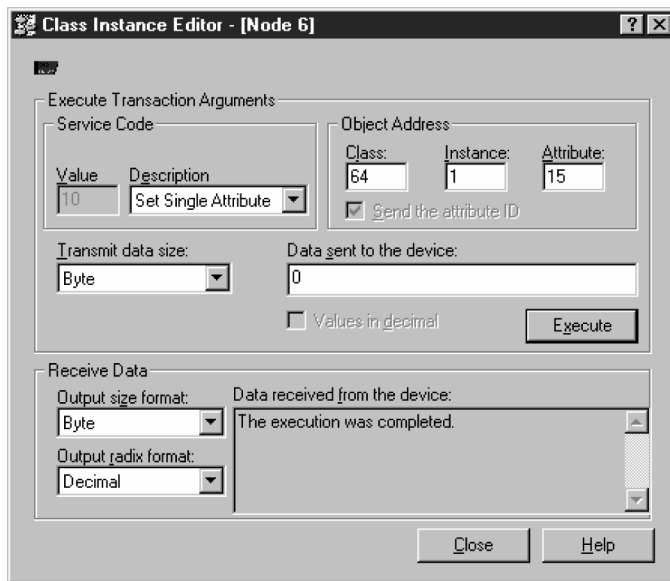 Class Instance Editor - [Node 6]
? X
Execute Transaction Arguments
Service Code
Value Description
10 Set Single Attribute
Object Address
Class: Instance: Attribute:
64 1 15
Send the attribute ID
Transmit data size:
Byte
Data sent to the device:
0
Values in decimal
Execute
Receive Data
Output size format:
Byte
Output radix format:
Decimal
Data received from the device:
The execution was completed.
Close Help